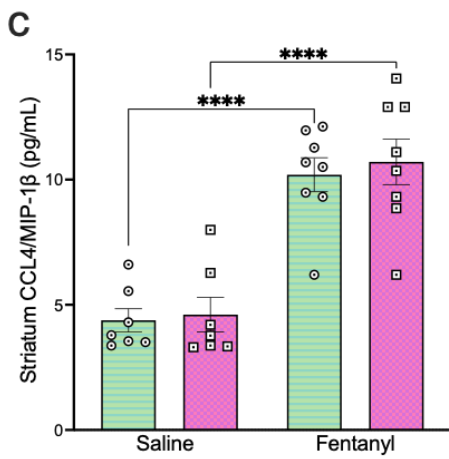 C
Striatum CCL4/MIP-1β (pg/mL)
15
10
5
0
****
****
Saline
Fentanyl